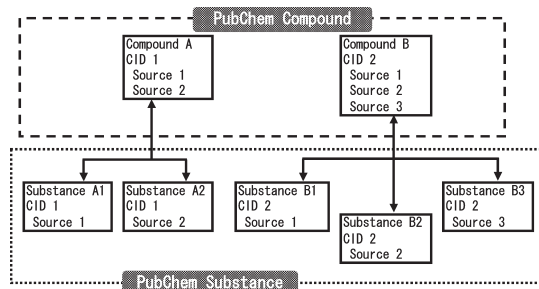 PubChem Compound
Compound A
CID 1
Source 1
Source 2
Compound B
CID 2
Source 1
Source 2
Source 3
Substance A1
CID 1
Source 1
Substance A2
CID 1
Source 2
Substance B1
CID 2
Source 1
Substance B2
CID 2
Source 2
Substance B3
CID 2
Source 3
PubChem Substance